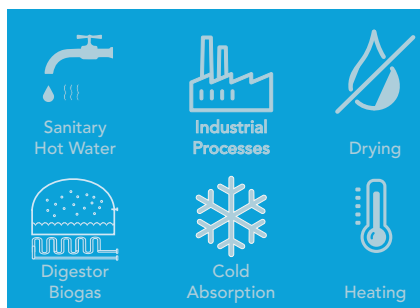 Sanitary
Hot Water
Industrial
Processes
Drying
Digestor
Biogas
Cold
Absorption
Heating